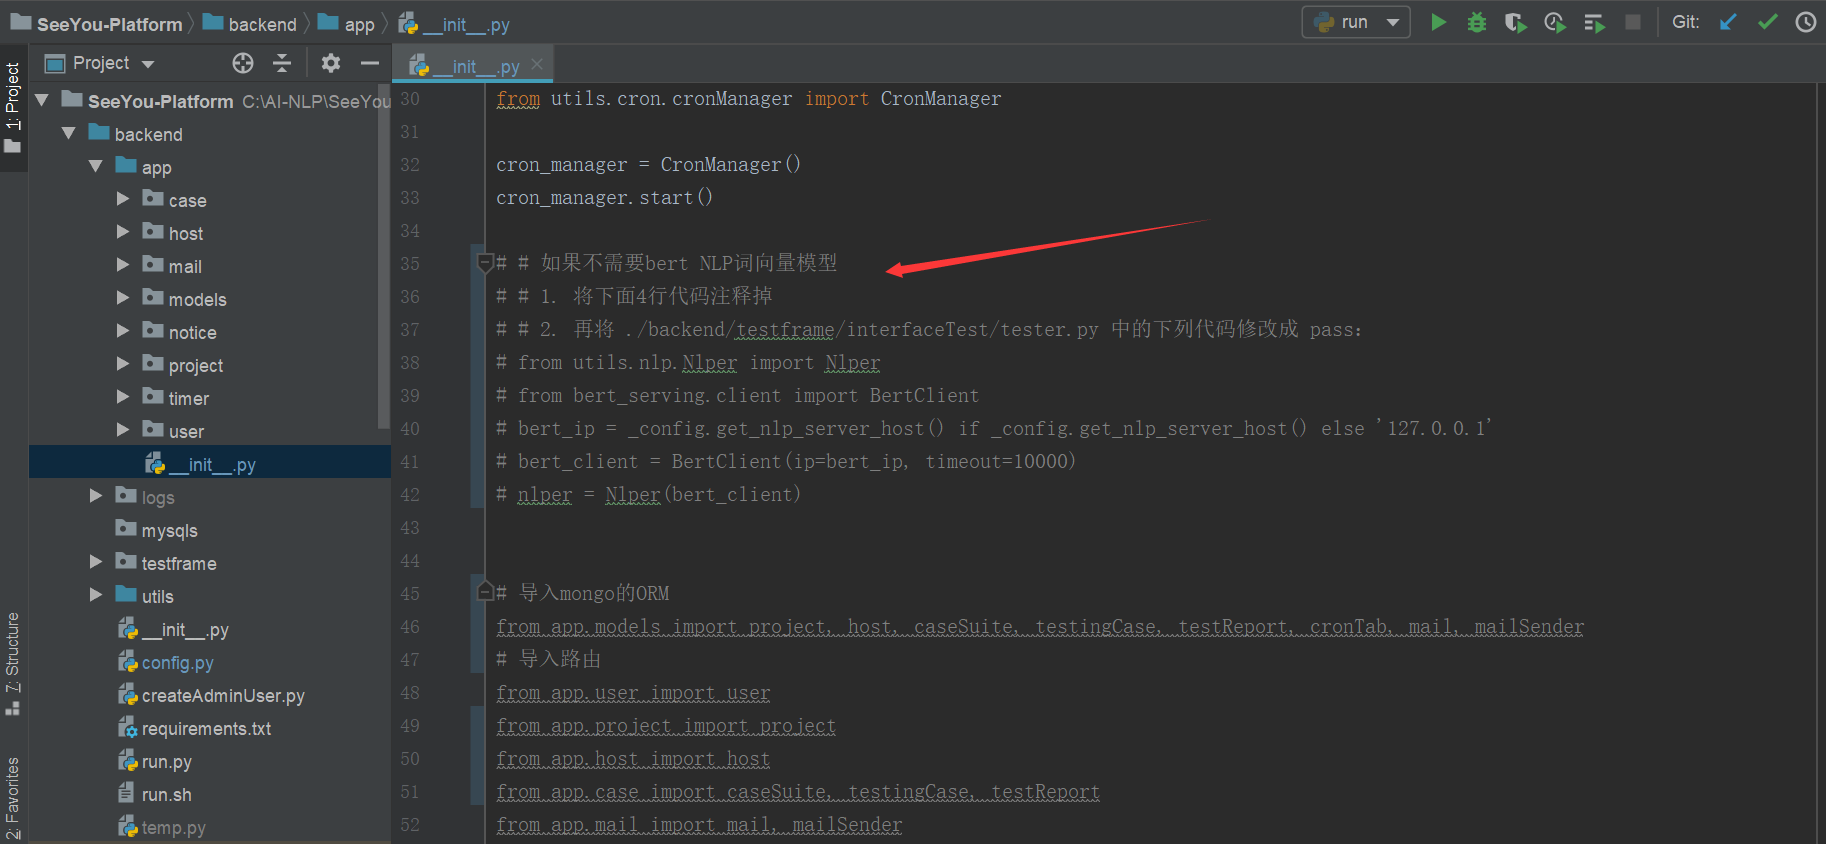 SeeYou-Platform backend app __init__.py
run Git:
Project
__init__.py
1: Project
7: Structure
2: Favorites
SeeYou-Platform C:\AI-NLP\SeeYou
backend
app
case
host
mail
models
notice
project
timer
user
__init__.py
logs
mysqls
testframe
utils
__init__.py
config.py
createAdminUser.py
requirements.txt
run.py
run.sh
temp.py
30 from utils.cron.cronManager import CronManager
31
32 cron_manager = CronManager()
33 cron_manager.start()
34
35 # # 如果不需要bert NLP词向量模型
36 # # 1. 将下面4行代码注释掉
37 # # 2. 再将 ./backend/testframe/interfaceTest/tester.py 中的下列代码修改成 pass:
38 # from utils.nlp.Nlper import Nlper
39 # from bert_serving.client import BertClient
40 # bert_ip = _config.get_nlp_server_host() if _config.get_nlp_server_host() else '127.0.0.1'
41 # bert_client = BertClient(ip=bert_ip, timeout=10000)
42 # nlper = Nlper(bert_client)
43
44
45 # 导入mongo的ORM
46 from app.models import project, host, caseSuite, testingCase, testReport, cronTab, mail, mailSender
47 # 导入路由
48 from app.user import user
49 from app.project import project
50 from app.host import host
51 from app.case import caseSuite, testingCase, testReport
52 from app.mail import mail, mailSender